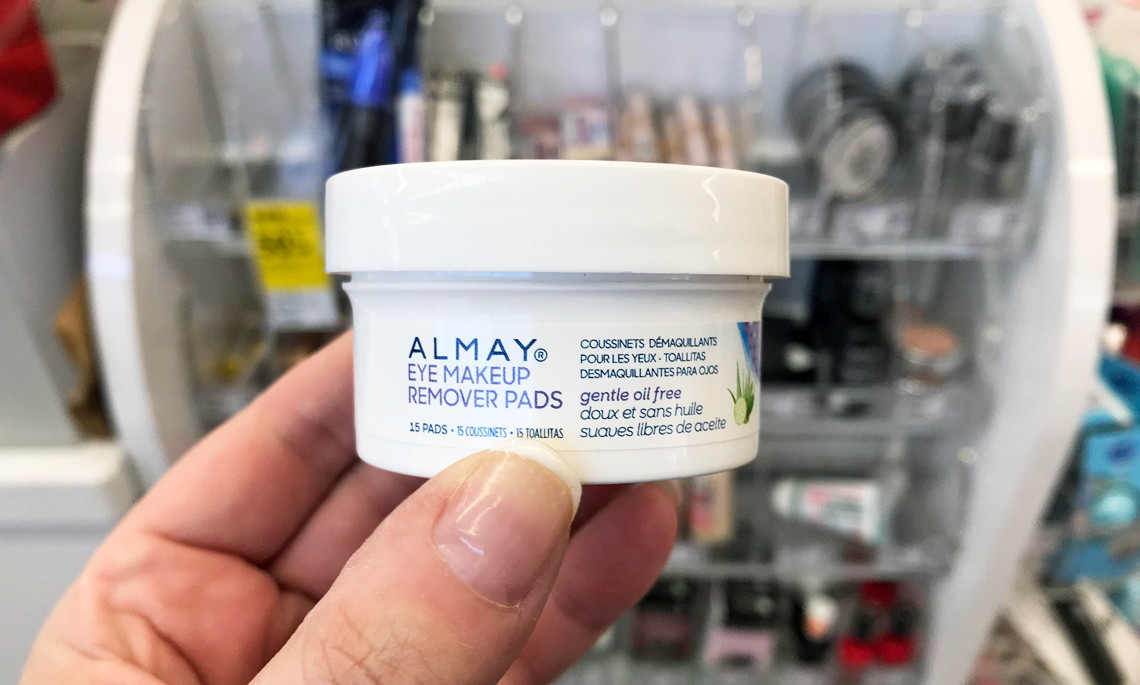 ALMAY®
EYE MAKEUP
REMOVER PADS
15 PADS • 15 COUSSINETS • 15 TOALLITAS
COUSSINETS DÉMAQUILLANTS
POUR LES YEUX • TOALLITAS
DESMAQUILLANTES PARA OJOS
gentle oil free
doux et sans huile
suaves libres de aceite